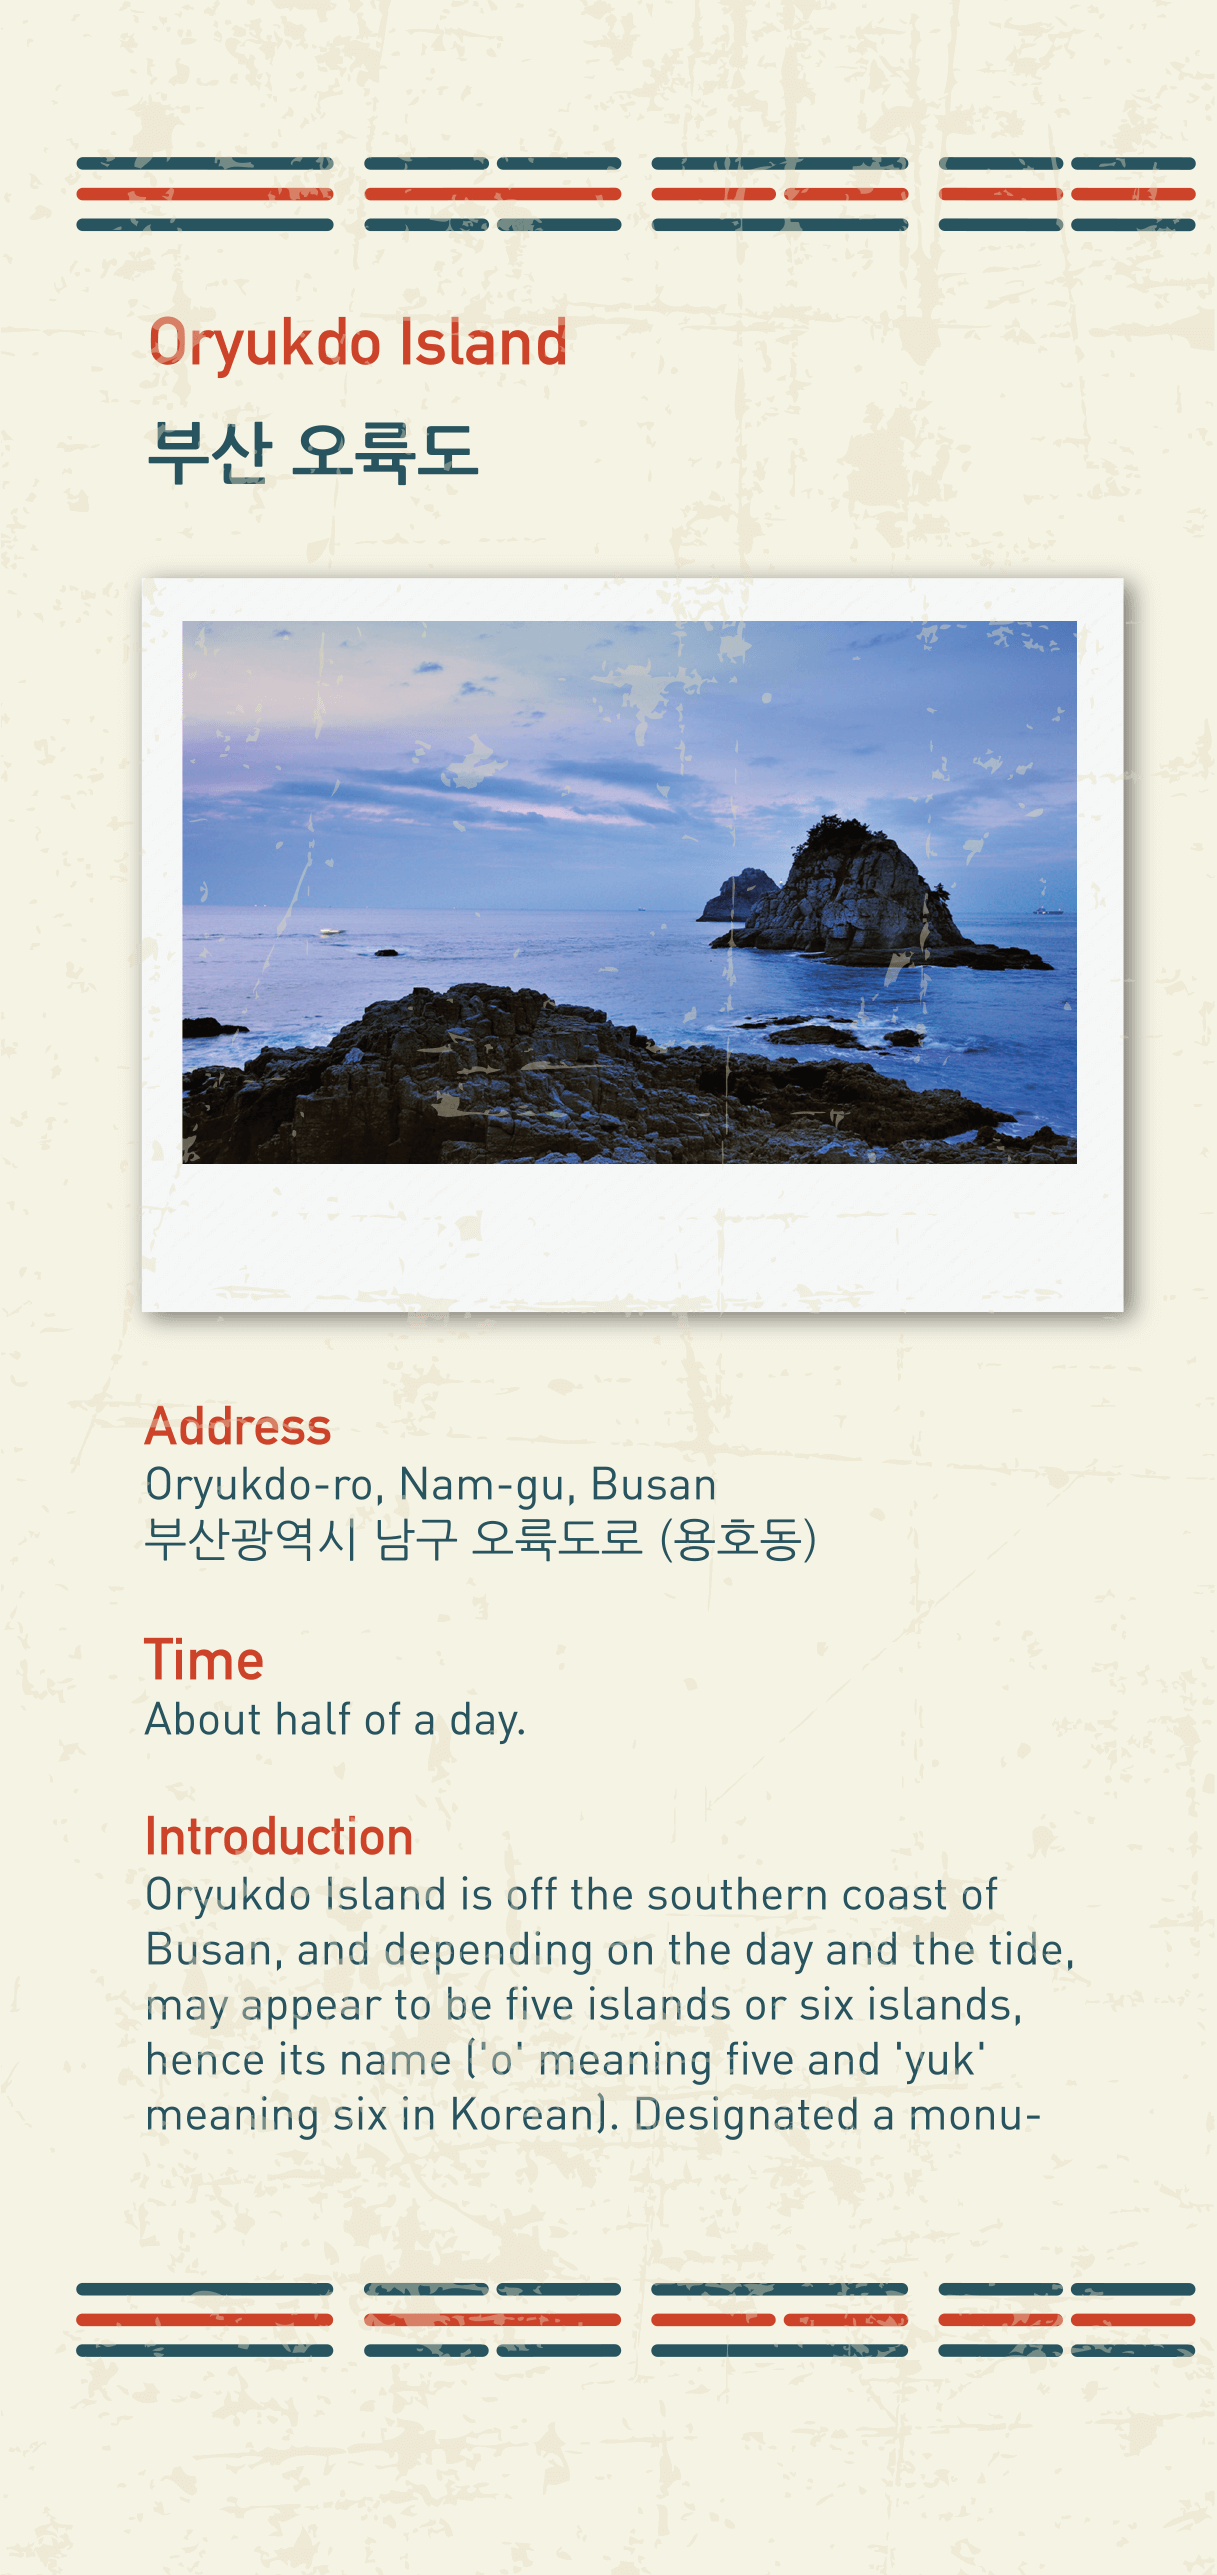 Oryukdo Island
부산 오륙도
Address
Oryukdo-ro, Nam-gu, Busan
부산광역시 남구 오륙도로 (용호동)
Time
About half of a day.
Introduction
Oryukdo Island is off the southern coast of
Busan, and depending on the day and the tide,
may appear to be five islands or six islands,
hence its name ('o' meaning five and 'yuk'
meaning six in Korean). Designated a monu-